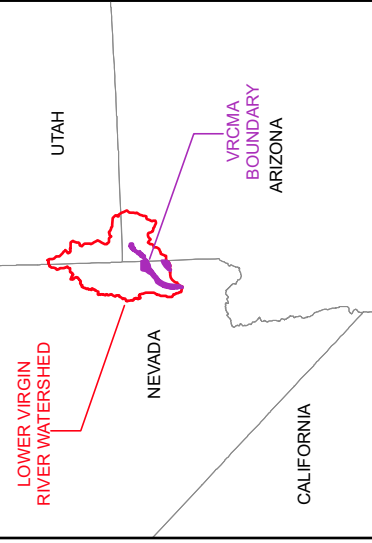 UTAH
VRCMA
BOUNDARY
ARIZONA
LOWER VIRGIN
RIVER WATERSHED
NEVADA
CALIFORNIA